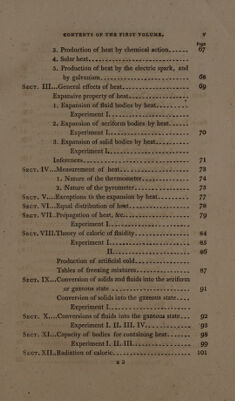 CONTENTS OF THE FIRST VOLUME. v
Page
3. Production of heat by chemical action...... 67
4. Solar heat
5. Production of heat by the electric spark, and
by galvanism 68
SECT. III...General effects of heat 69
Expansive property of heat
1. Expansion of fluid bodies by heat
Experiment I.
2. Expansion of aeriform bodies by heat
Experiment I. 70
3. Expansion of solid bodies by heat
Experiment I.
Inferences 71
SECT. IV...Measurement of heat 73
1. Nature of the thermometer 74
2. Nature of the pyrometer 75
SECT. V....Exceptions to the expansion by heat 77
SECT. VI...Equal distribution of heat 78
SECT. VII..Propagation of heat, &c. 79
Experiment I.
SECT. VIII. Theory of caloric of fluidity 84
Experiment I. 85
II. 86
Production of artificial cold
Tables of freezing mixtures 87
SECT. IX...Conversion of solids and fluids into the aeriform
or gaseous state 91
Conversion of solids into the gaseous state
Experiment I.
SECT. X....Conversions of fluids into the gaseous state 92
Experiment I. II. III. IV. 93
SECT. XI...Capacity of bodies for containing heat 98
Experiment I. II. III. 99
SECT. XII..Radiation of caloric 101